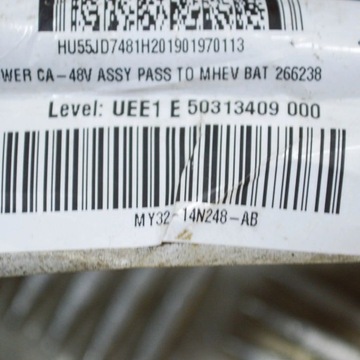 HU55JD7481H201901970113
WER CA-48V ASSY PASS TO MHEV BAT 266238
Level: UEE1 E 50313409 000
MY32-14N248-AB